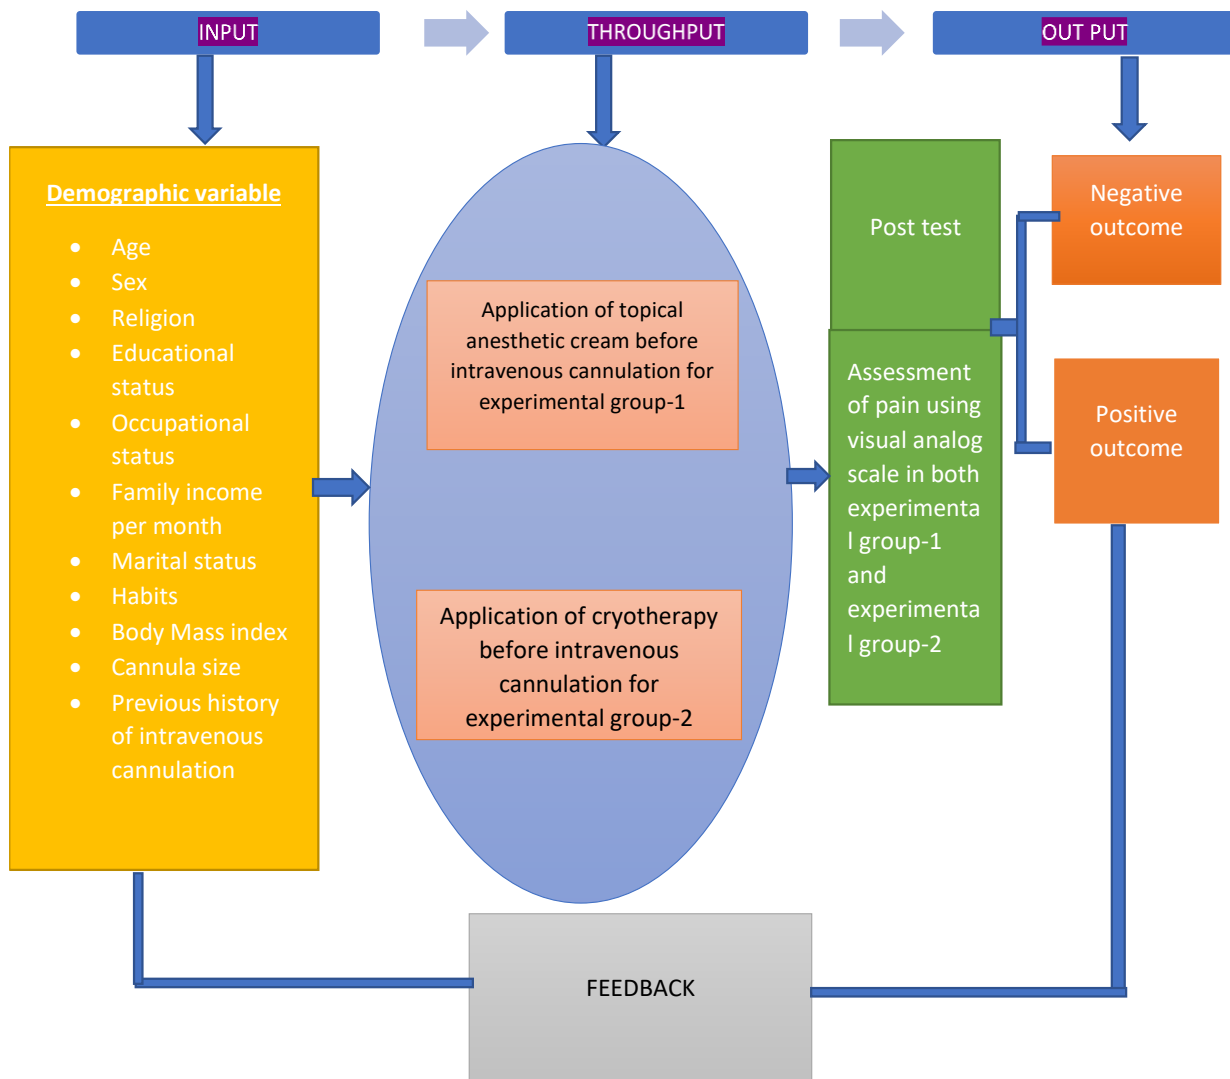 INPUT
THROUGHPUT
OUT PUT
Demographic variable
• Age
• Sex
• Religion
• Educational
status
• Occupational
status
• Family income
per month
• Marital status
• Habits
• Body Mass index
• Cannula size
• Previous history
of intravenous
cannulation
Application of topical
anesthetic cream before
intravenous cannulation for
experimental group-1
Application of cryotherapy
before intravenous
cannulation for
experimental group-2
Post test
Assessment
of pain using
visual analog
scale in both
experimenta
l group-1
and
experimenta
l group-2
Negative
outcome
Positive
outcome
FEEDBACK